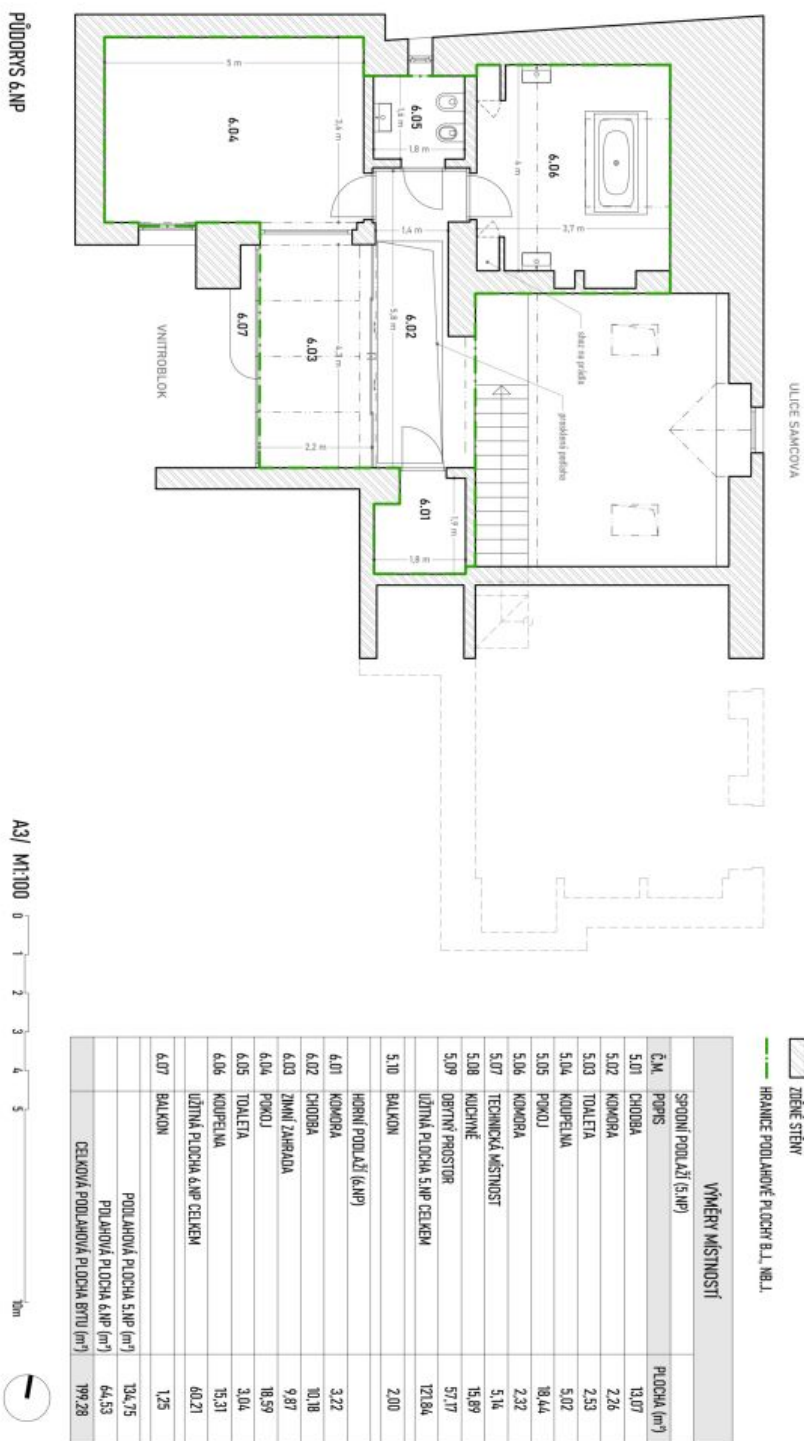 PŮDORYS 6.NP
ULICE SAMCOVA
VNITROBLOK
6.04
5 m
3,4 m
6.05
1,6 m
1,8 m
6.06
4 m
3,7 m
1,4 m
6.02
5,8 m
6.03
4,3 m
2,2 m
6.07
6.01
1,9 m
1,8 m
shoz na prádlo
prosklená podlaha
A3/ M1:100
0 1 2 3 4 5 10m
ZDĚNÉ STĚNY
HRANICE PODLAHOVÉ PLOCHY B.J., NB.J.
VÝMĚRY MÍSTNOSTÍ
SPODNÍ PODLAŽÍ (5.NP)
Č.M. POPIS PLOCHA (m²)
5.01 CHODBA 13,07
5.02 KOMORA 2,26
5.03 TOALETA 2,53
5.04 KOUPELNA 5,02
5.05 POKOJ 18,44
5.06 KOMORA 2,32
5.07 TECHNICKÁ MÍSTNOST 5,14
5.08 KUCHYNĚ 15,89
5.09 OBYTNÝ PROSTOR 57,17
UŽITNÁ PLOCHA 5.NP CELKEM 121,84
5.10 BALKON 2,00
HORNÍ PODLAŽÍ (6.NP)
6.01 KOMORA 3,22
6.02 CHODBA 10,18
6.03 ZIMNÍ ZAHRADA 9,87
6.04 POKOJ 18,59
6.05 TOALETA 3,04
6.06 KOUPELNA 15,31
UŽITNÁ PLOCHA 6.NP CELKEM 60,21
6.07 BALKON 1,25
PODLAHOVÁ PLOCHA 5.NP (m²) 134,75
POLAHOVÁ PLOCHA 6.NP (m²) 64,53
CELKOVÁ PODLAHOVÁ PLOCHA BYTU (m²) 199,28